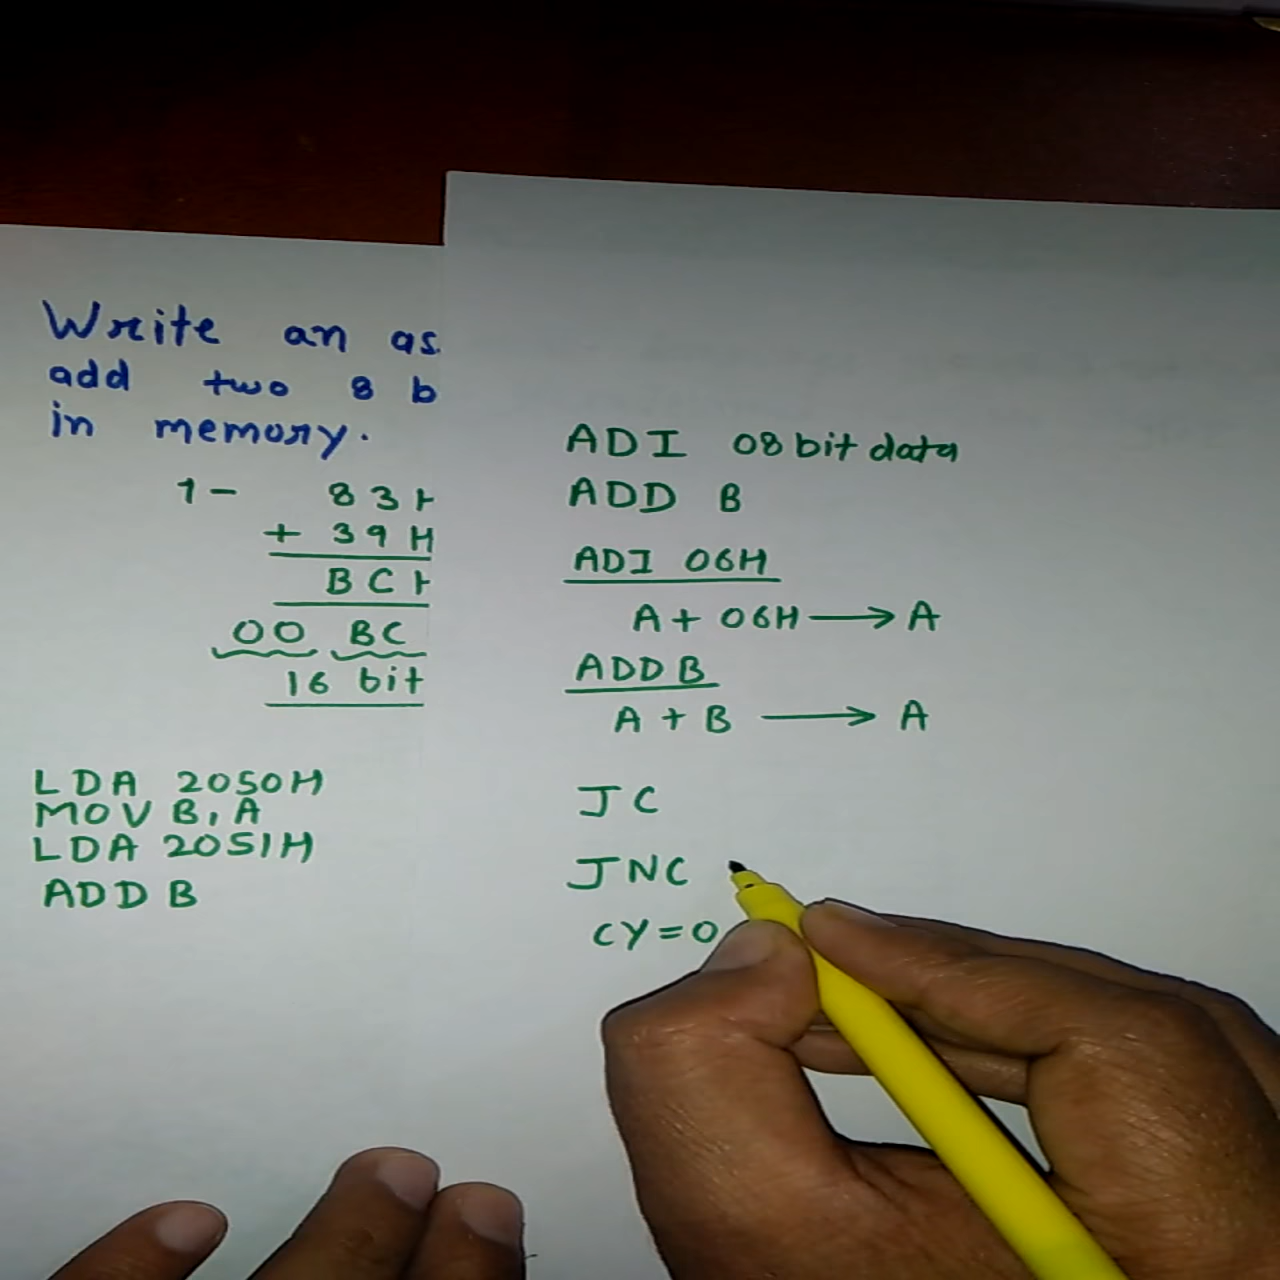 Write an as
add two 8 b
in memory.
1- 83H
+ 39 H
BCH
00 BC
16 bit
LDA 2050H
MOV B, A
LDA 2051H
ADD B
ADI 08 bit data
ADD B
ADI 06H
A + 06H → A
ADD B
A + B → A
JC
JNC
CY=0